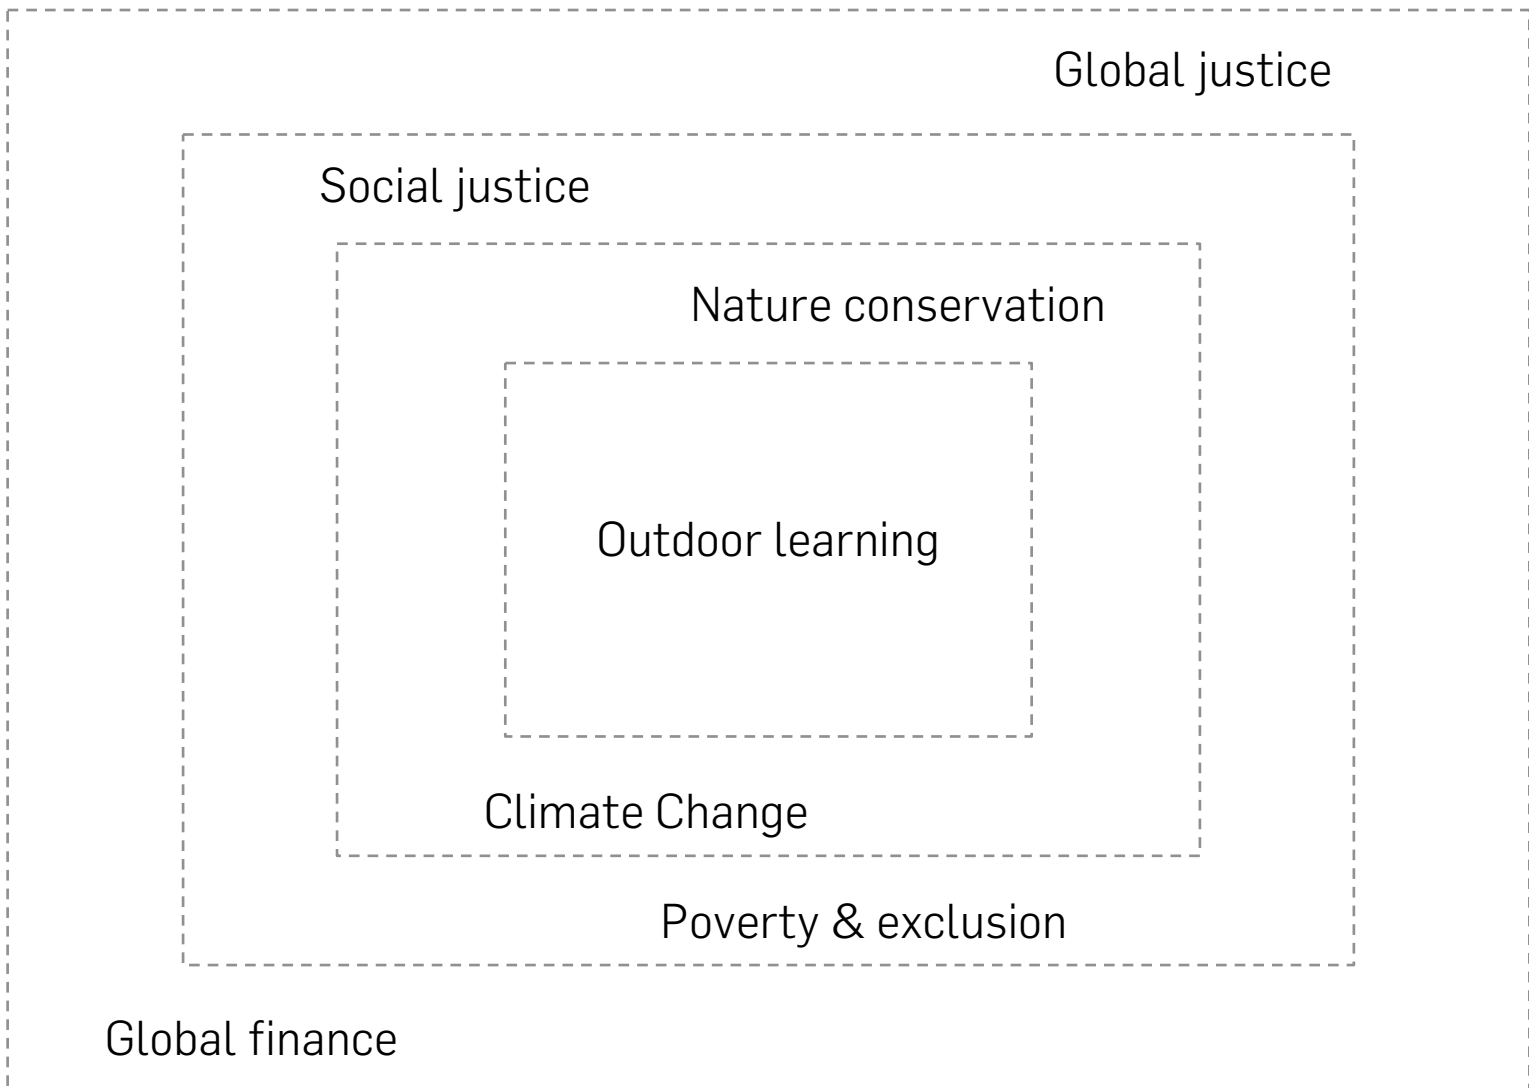 Global justice
Social justice
Nature conservation
Outdoor learning
Climate Change
Poverty & exclusion
Global finance